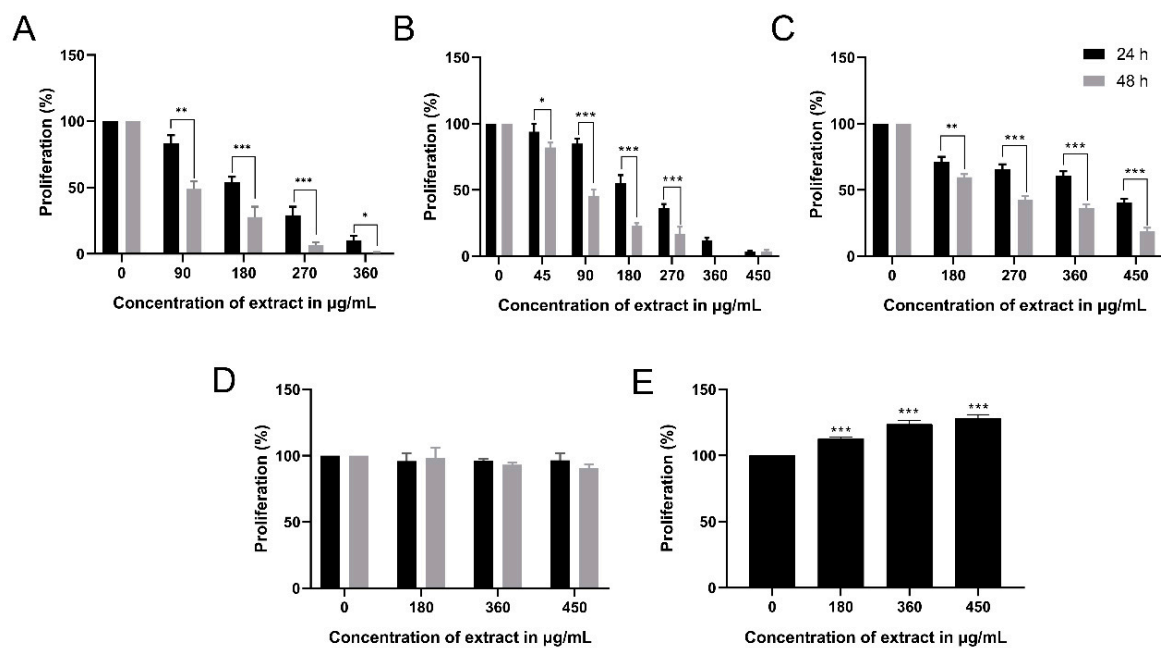 A
Proliferation (%)
150
100
50
0
** *** *** *
0 90 180 270 360
Concentration of extract in µg/mL
B
Proliferation (%)
150
100
50
0
* *** *** ***
0 45 90 180 270 360 450
Concentration of extract in µg/mL
C
Proliferation (%)
150
100
50
0
** *** *** ***
0 180 270 360 450
Concentration of extract in µg/mL
24 h
48 h
D
Proliferation (%)
150
100
50
0
0 180 360 450
Concentration of extract in µg/mL
E
Proliferation (%)
150
100
50
0
*** *** ***
0 180 360 450
Concentration of extract in µg/mL